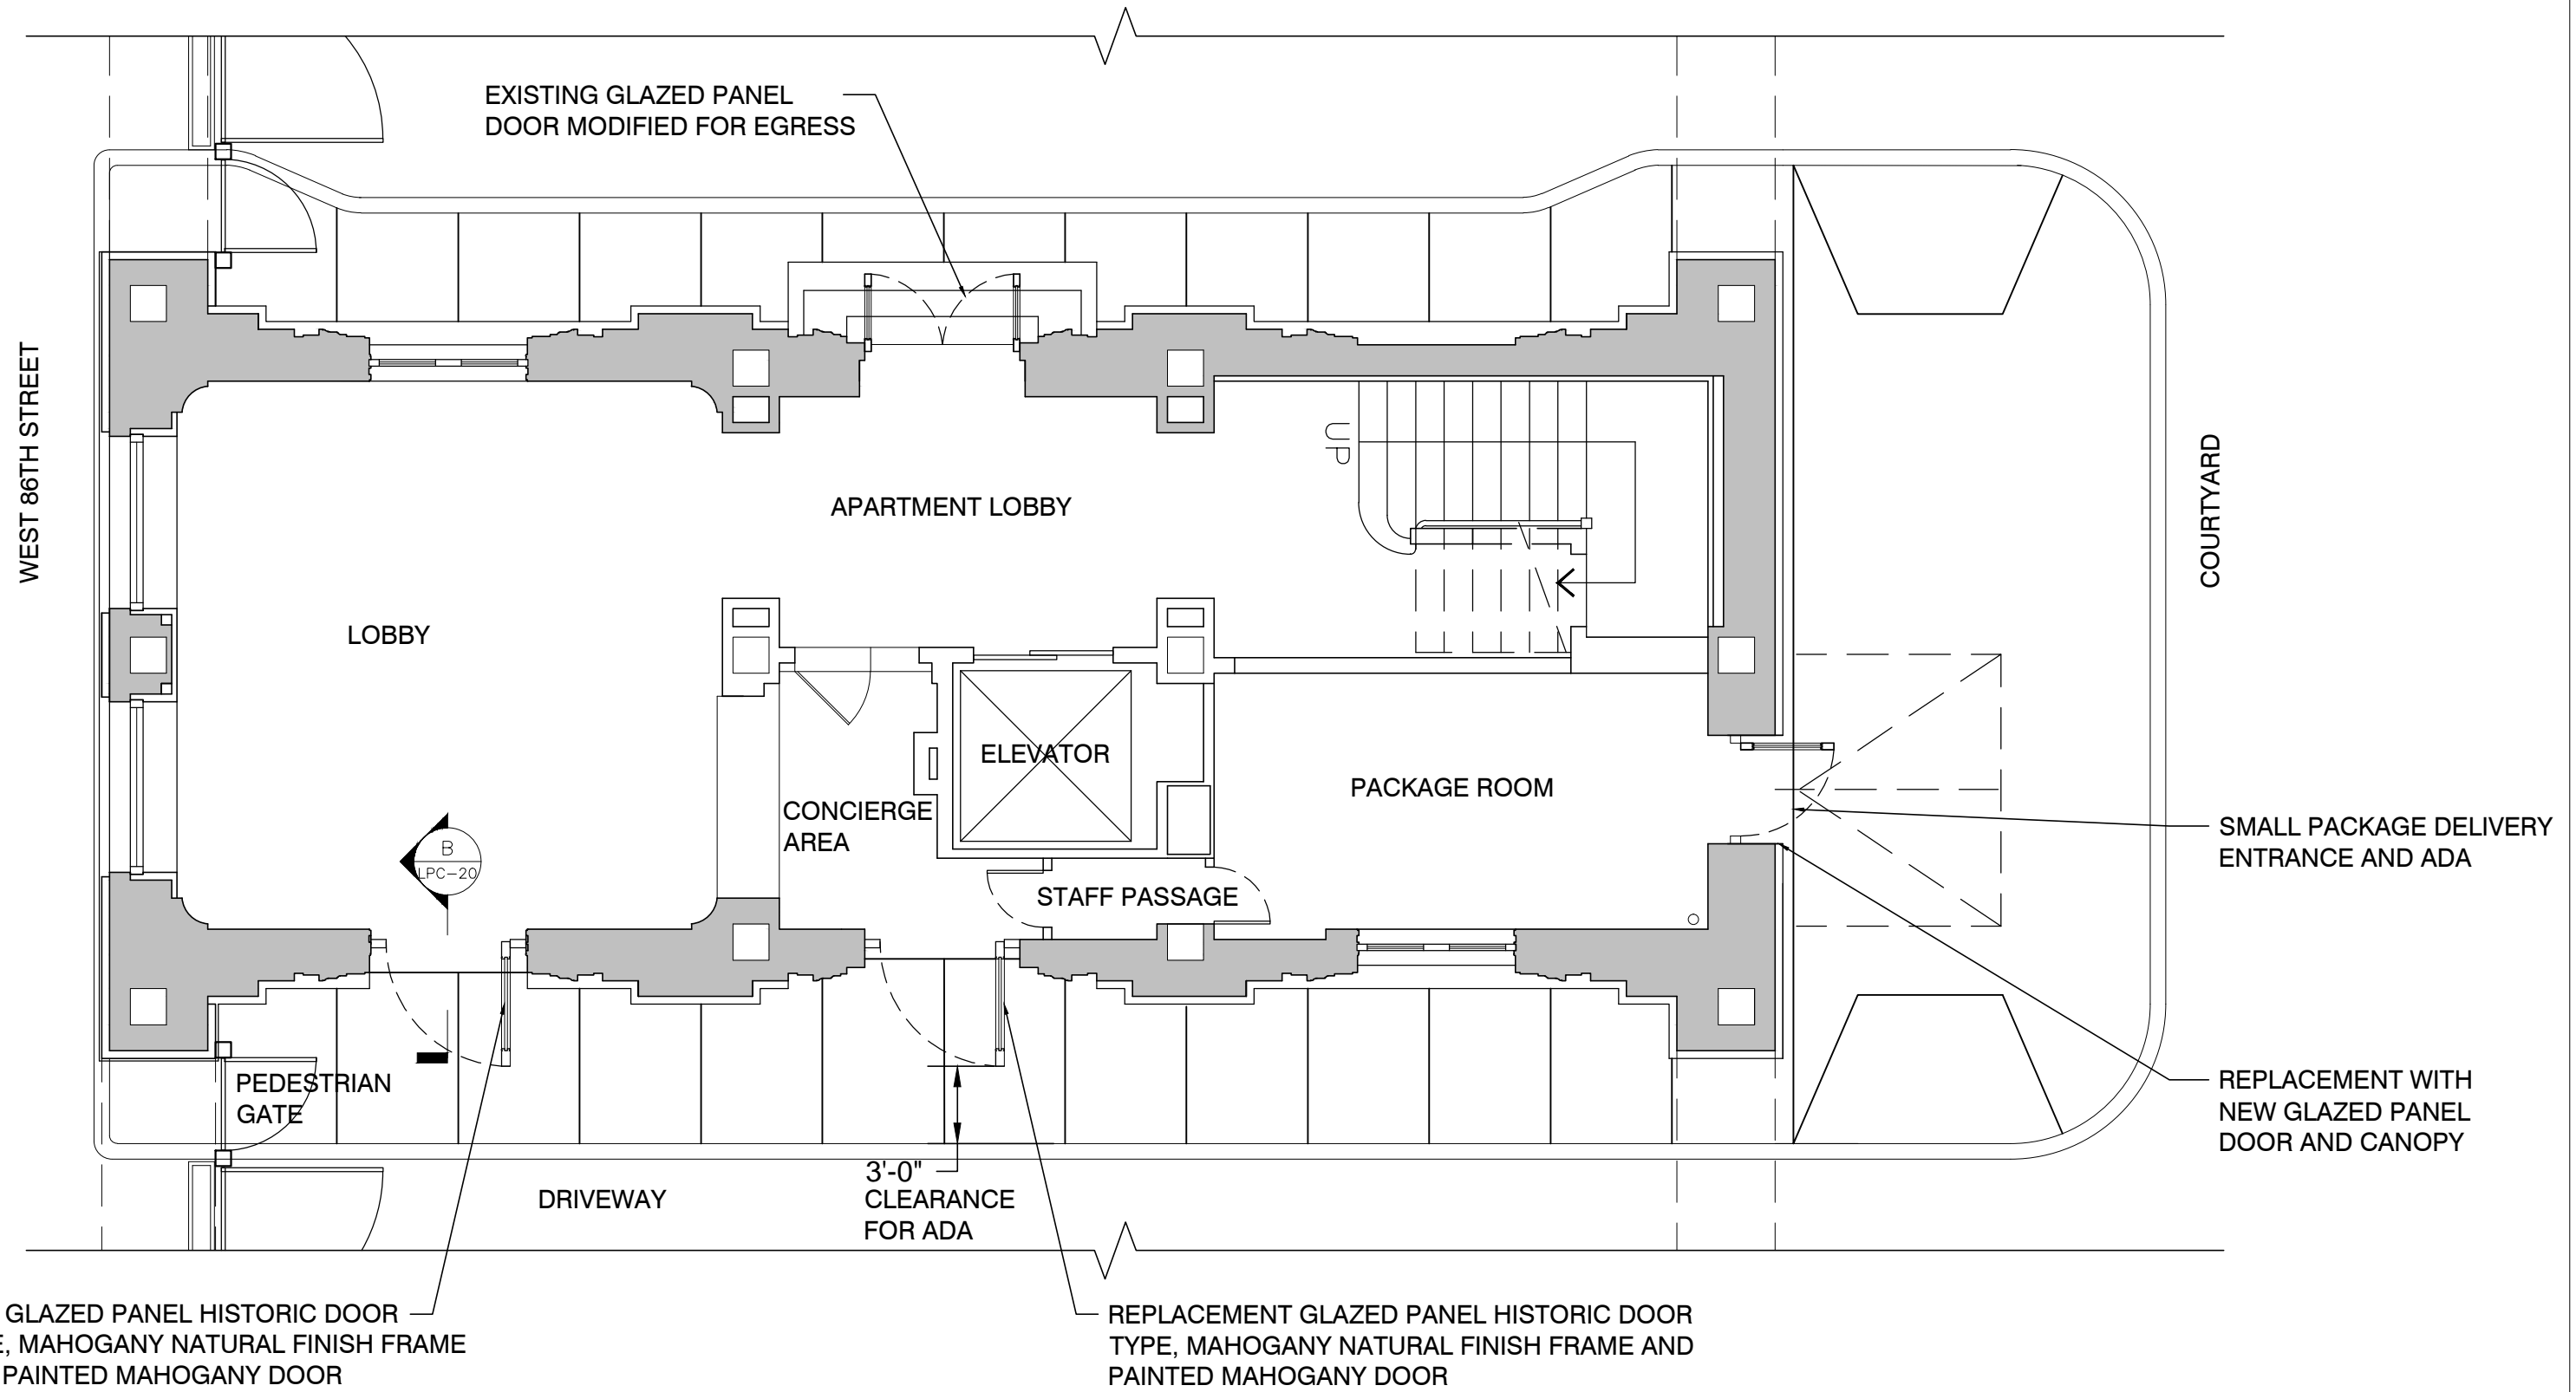 EXISTING GLAZED PANEL
DOOR MODIFIED FOR EGRESS
WEST 86TH STREET
COURTYARD
UP
APARTMENT LOBBY
LOBBY
ELEVATOR
PACKAGE ROOM
CONCIERGE
AREA
B
LPC-20
STAFF PASSAGE
SMALL PACKAGE DELIVERY
ENTRANCE AND ADA
PEDESTRIAN
GATE
REPLACEMENT WITH
NEW GLAZED PANEL
DOOR AND CANOPY
DRIVEWAY
3'-0"
CLEARANCE
FOR ADA
GLAZED PANEL HISTORIC DOOR
, MAHOGANY NATURAL FINISH FRAME
PAINTED MAHOGANY DOOR
REPLACEMENT GLAZED PANEL HISTORIC DOOR
TYPE, MAHOGANY NATURAL FINISH FRAME AND
PAINTED MAHOGANY DOOR